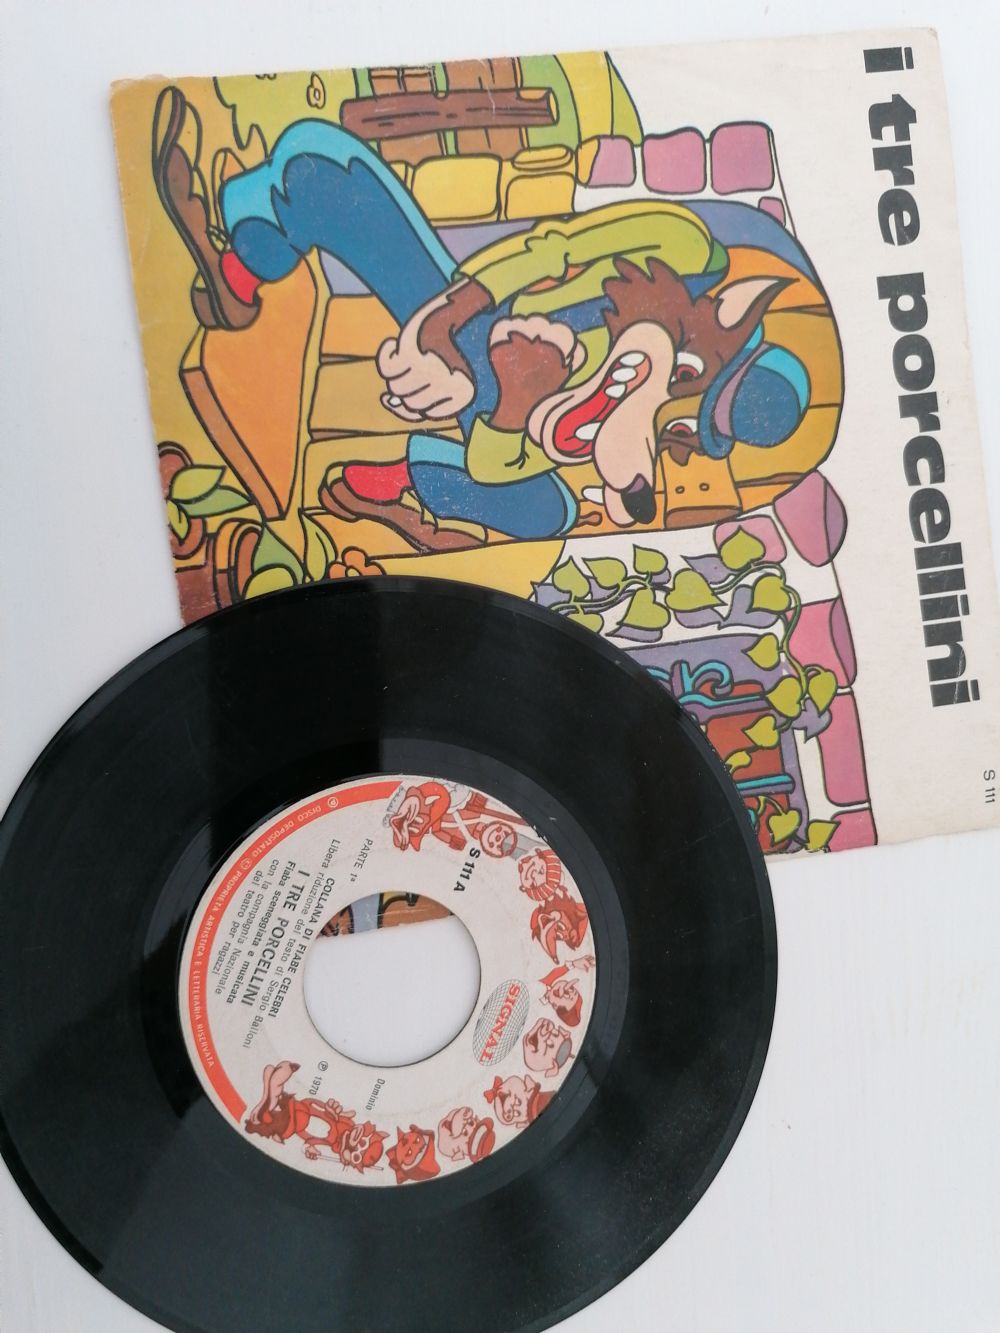 i tre porcellini
S 111
S 111 A
PARTE 1ª
COLLANA DI FIABE CELEBRI
Libera riduzione del testo di Sergio Balloni
I TRE PORCELLINI
Fiaba sceneggiata e musicata
con la compagnia Nazionale
del teatro per ragazzi
SIGNAL
Dominio
℗ 1970
℗ DISCO DEPOSITATO © PROPRIETÀ ARTISTICA E LETTERARIA RISERVATA